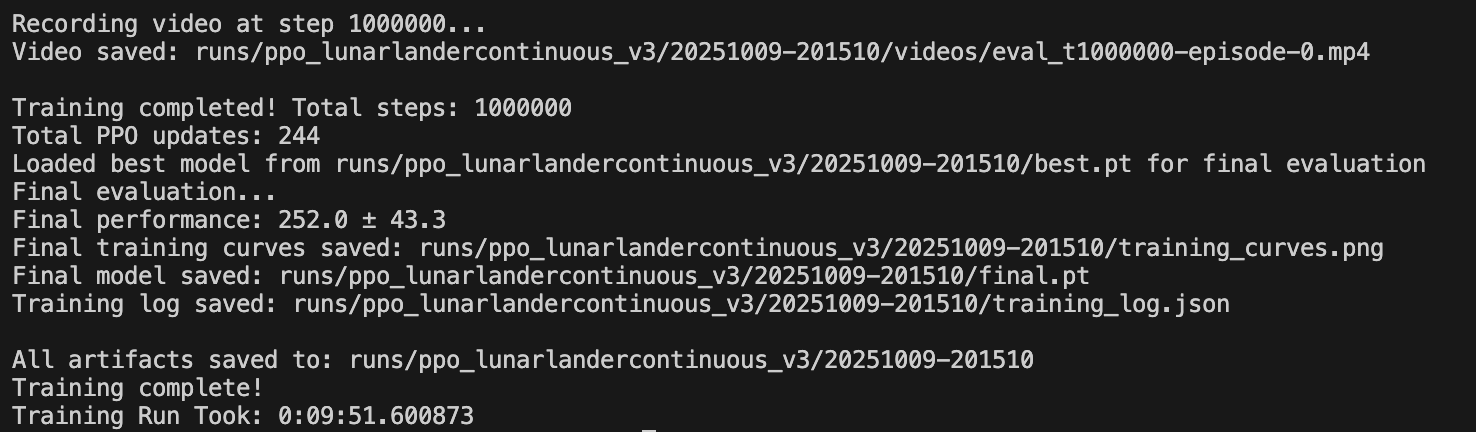 Recording video at step 1000000...
Video saved: runs/ppo_lunarlandercontinuous_v3/20251009-201510/videos/eval_t1000000-episode-0.mp4
Training completed! Total steps: 1000000
Total PPO updates: 244
Loaded best model from runs/ppo_lunarlandercontinuous_v3/20251009-201510/best.pt for final evaluation
Final evaluation...
Final performance: 252.0 ± 43.3
Final training curves saved: runs/ppo_lunarlandercontinuous_v3/20251009-201510/training_curves.png
Final model saved: runs/ppo_lunarlandercontinuous_v3/20251009-201510/final.pt
Training log saved: runs/ppo_lunarlandercontinuous_v3/20251009-201510/training_log.json
All artifacts saved to: runs/ppo_lunarlandercontinuous_v3/20251009-201510
Training complete!
Training Run Took: 0:09:51.600873